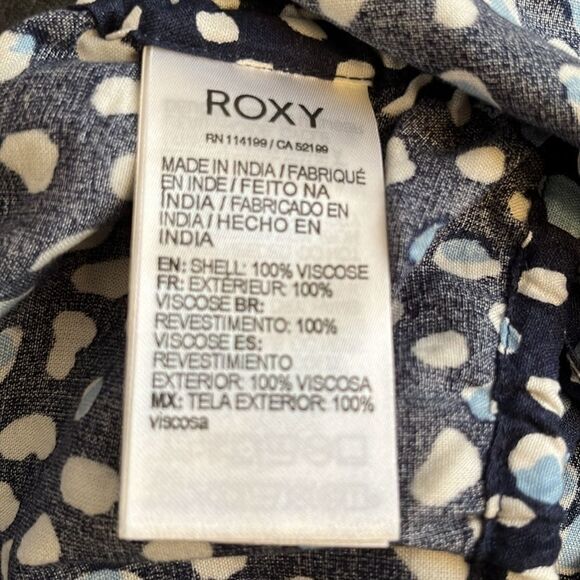 ROXY
RN 114199 / CA 52199
MADE IN INDIA / FABRIQUÉ
EN INDE / FEITO NA
ÍNDIA / FABRICADO EN
INDIA / HECHO EN
INDIA
EN: SHELL: 100% VISCOSE
FR: EXTÉRIEUR: 100%
VISCOSE BR:
REVESTIMENTO: 100%
VISCOSE ES:
REVESTIMIENTO
EXTERIOR: 100% VISCOSA
MX: TELA EXTERIOR: 100%
viscosa